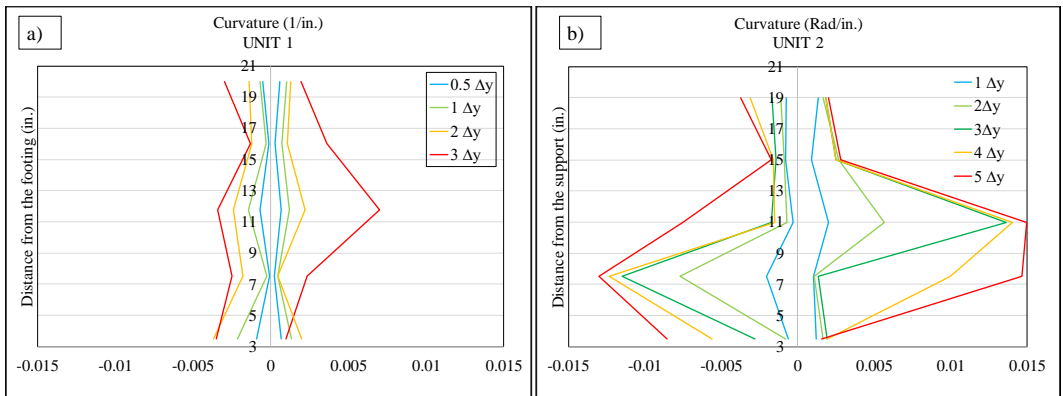 a)
Curvature (1/in.)
UNIT 1
Distance from the footing (in.)
21
19
17
15
13
11
9
7
5
3
-0.015
-0.01
-0.005
0
0.005
0.01
0.015
0.5 Δy
1 Δy
2 Δy
3 Δy
b)
Curvature (Rad/in.)
UNIT 2
Distance from the support (in.)
21
19
17
15
13
11
9
7
5
3
-0.015
-0.01
-0.005
0
0.005
0.01
0.015
1 Δy
2Δy
3Δy
4 Δy
5 Δy